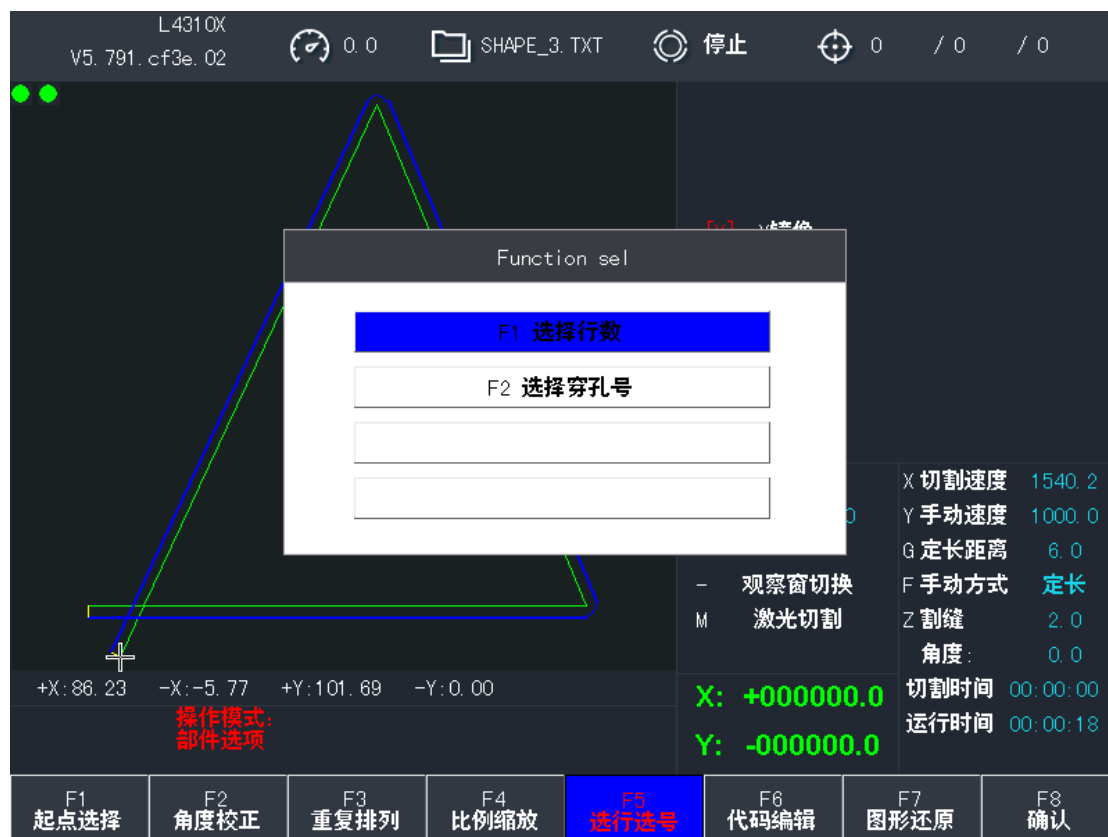 L4310X
V5.791.cf3e.02
0.0
SHAPE_3.TXT
停止
0 /0 /0
Function sel
F1 选择行数
F2 选择穿孔号
X 切割速度 1540.2
Y 手动速度 1000.0
G 定长距离 6.0
- 观察窗切换
F 手动方式 定长
M 激光切割
Z 割缝 2.0
角度: 0.0
+X:86.23 -X:-5.77 +Y:101.69 -Y:0.00
切割时间 00:00:00
X: +000000.0
操作模式:
部件选项
运行时间 00:00:18
Y: -000000.0
F1
起点选择
F2
角度校正
F3
重复排列
F4
比例缩放
F5
选行选号
F6
代码编辑
F7
图形还原
F8
确认